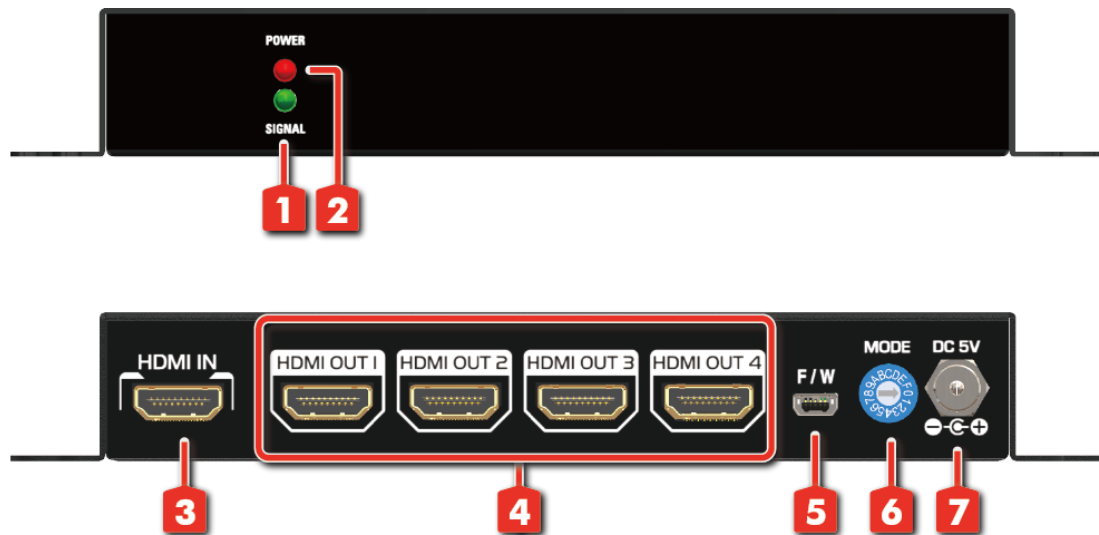 POWER
SIGNAL
1
2
HDMI IN
HDMI OUT 1
HDMI OUT 2
HDMI OUT 3
HDMI OUT 4
F / W
MODE
DC 5V
0123456789ABCDEF
3
4
5
6
7